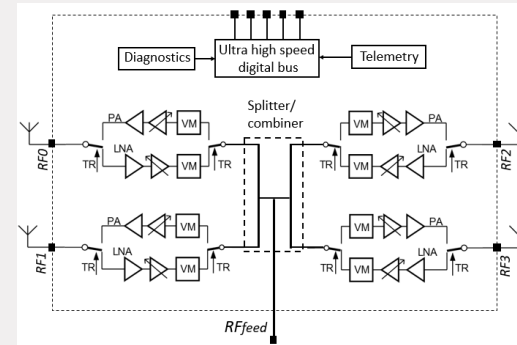 Diagnostics
Ultra high speed
digital bus
Telemetry
Splitter/
combiner
PA
VM
LNA
VM
TR
TR
RF0
VM
PA
LNA
VM
TR
TR
RF2
PA
VM
LNA
VM
TR
TR
RF1
VM
PA
LNA
VM
TR
TR
RF3
RFfeed